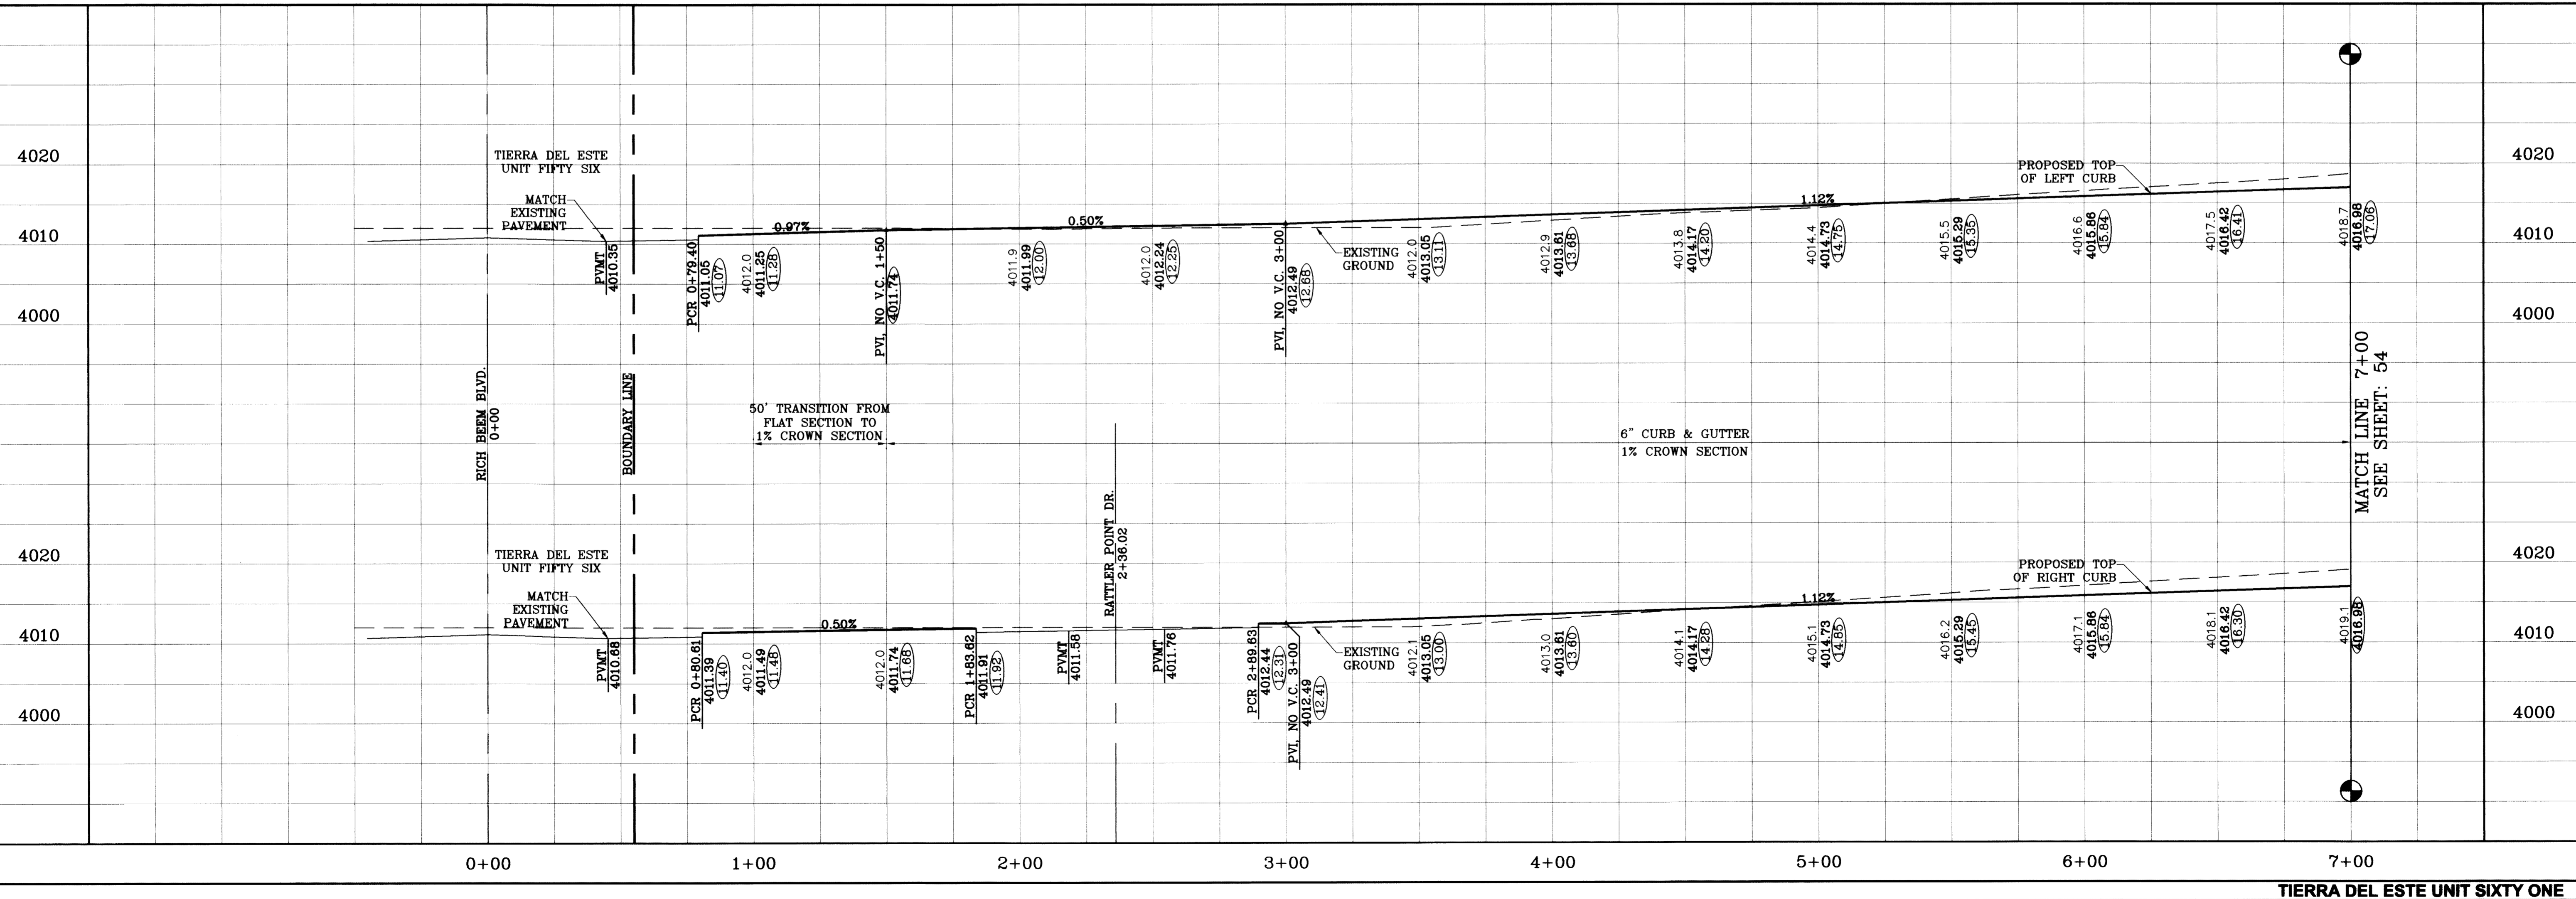 4020
TIERRA DEL ESTE
UNIT FIFTY SIX
PROPOSED TOP
OF LEFT CURB
4020
MATCH
EXISTING
PAVEMENT
0.97%
0.50%
1.12%
4010
4010
PVMT
4010.35
PCR 0+79.40
4011.05
11.07
4012.0
4011.25
11.28
PVI, NO V.C. 1+50
4011.74
4011.9
4011.99
12.00
4012.0
4012.24
12.25
PVI, NO V.C. 3+00
4012.49
12.68
EXISTING
GROUND
4012.0
4013.05
13.11
4012.9
4013.61
13.68
4013.8
4014.17
14.20
4014.4
4014.73
14.75
4015.5
4015.29
15.35
4016.6
4015.86
15.84
4017.5
4016.42
16.41
4018.7
4016.98
17.06
4000
4000
RICH BEEM BLVD.
0+00
BOUNDARY LINE
50' TRANSITION FROM
FLAT SECTION TO
1% CROWN SECTION
6" CURB & GUTTER
1% CROWN SECTION
MATCH LINE 7+00
SEE SHEET: 54
RATTLER POINT DR.
2+36.02
4020
TIERRA DEL ESTE
UNIT FIFTY SIX
PROPOSED TOP
OF RIGHT CURB
4020
MATCH
EXISTING
PAVEMENT
0.50%
1.12%
4010
4010
PVMT
4010.68
PCR 0+80.61
4011.39
11.40
4012.0
4011.49
11.48
4012.0
4011.74
11.68
PCR 1+83.62
4011.91
11.92
PVMT
4011.58
PVMT
4011.76
PCR 2+89.63
4012.44
12.31
PVI, NO V.C. 3+00
4012.49
12.41
EXISTING
GROUND
4012.1
4013.05
13.00
4013.0
4013.61
13.60
4014.1
4014.17
14.28
4015.1
4014.73
14.85
4016.2
4015.29
15.45
4017.1
4015.86
15.84
4018.1
4016.42
16.30
4019.1
4016.98
4000
4000
0+00
1+00
2+00
3+00
4+00
5+00
6+00
7+00
TIERRA DEL ESTE UNIT SIXTY ONE